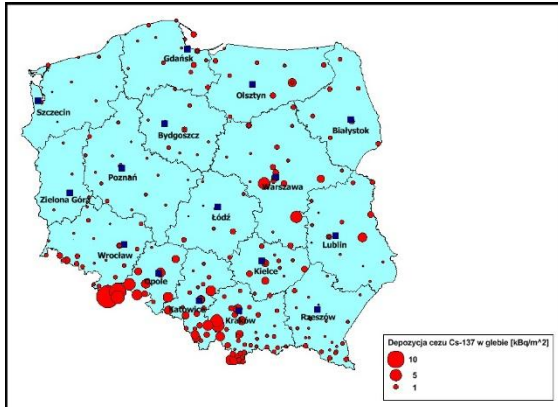 Gdańsk
Olsztyn
Szczecin
Bydgoszcz
Białystok
Poznań
Warszawa
Zielona Góra
Łódź
Lublin
Wrocław
Kielce
Opole
Katowice
Kraków
Rzeszów
Depozycja cezu Cs-137 w glebie [kBq/m^2]
10
5
1